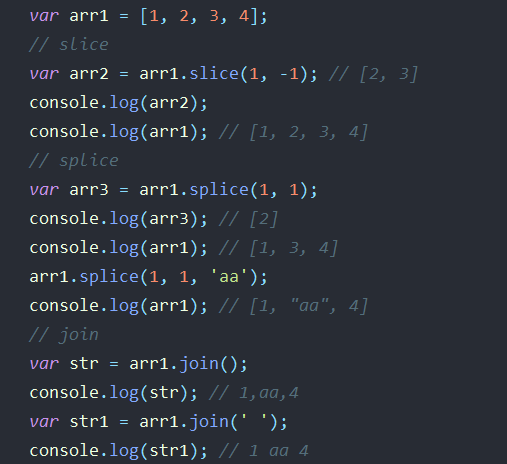 var arr1 = [1, 2, 3, 4];
// slice
var arr2 = arr1.slice(1, -1); // [2, 3]
console.log(arr2);
console.log(arr1); // [1, 2, 3, 4]
// splice
var arr3 = arr1.splice(1, 1);
console.log(arr3); // [2]
console.log(arr1); // [1, 3, 4]
arr1.splice(1, 1, 'aa');
console.log(arr1); // [1, "aa", 4]
// join
var str = arr1.join();
console.log(str); // 1,aa,4
var str1 = arr1.join(' ');
console.log(str1); // 1 aa 4